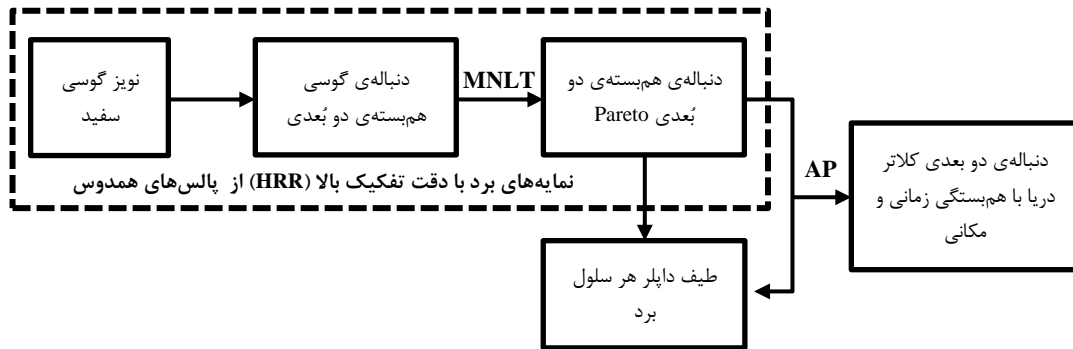 نویز گوسی
سفید
دنباله‌ی گوسی
هم‌بسته‌ی دو بُعدی
MNLT
دنباله‌ی هم‌بسته‌ی دو
بُعدی Pareto
نمایه‌های برد با دقت تفکیک بالا (HRR) از پالس‌های همدوس
AP
دنباله‌ی دو بعدی کلاتر
دریا با هم‌بستگی زمانی و
مکانی
طیف داپلر هر سلول
برد